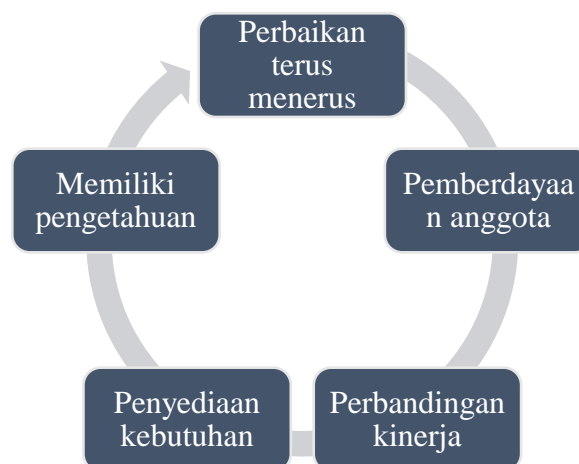 Perbaikan
terus
menerus
Pemberdayaa
n anggota
Perbandingan
kinerja
Penyediaan
kebutuhan
Memiliki
pengetahuan